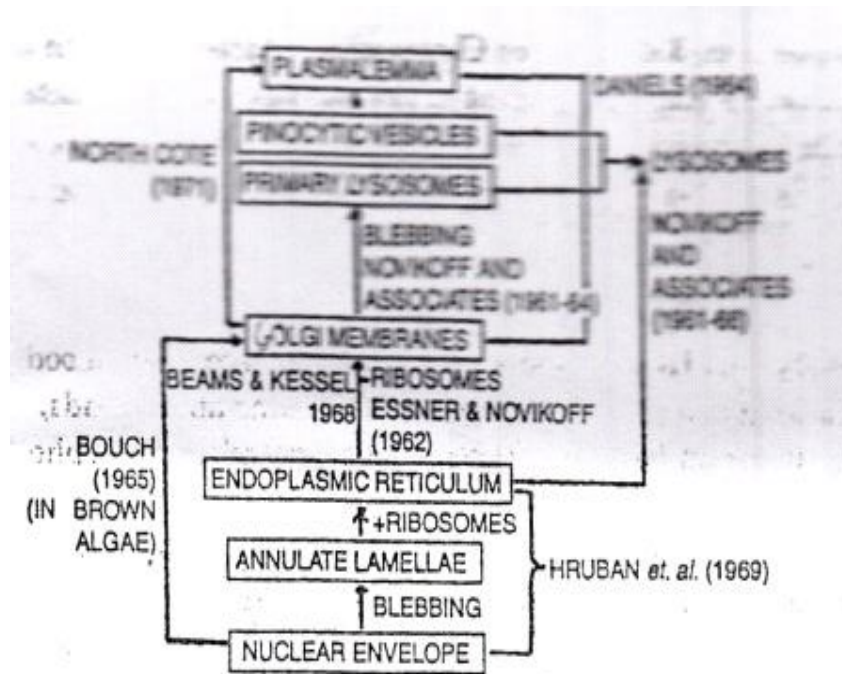 PLASMALEMMA
DANIELS (1964)
PINOCYTIC VESICLES
NORTH COTE
(1971)
LYSOSOMES
PRIMARY LYSOSOMES
BLEBBING
NOVIKOFF AND
ASSOCIATES (1961-64)
NOVIKOFF
AND
ASSOCIATES
(1961-66)
GOLGI MEMBRANES
BEAMS & KESSEL
1968
-RIBOSOMES
ESSNER & NOVIKOFF
(1962)
BOUCH
(1965)
(IN BROWN
ALGAE)
ENDOPLASMIC RETICULUM
+RIBOSOMES
ANNULATE LAMELLAE
HRUBAN et. al. (1969)
BLEBBING
NUCLEAR ENVELOPE